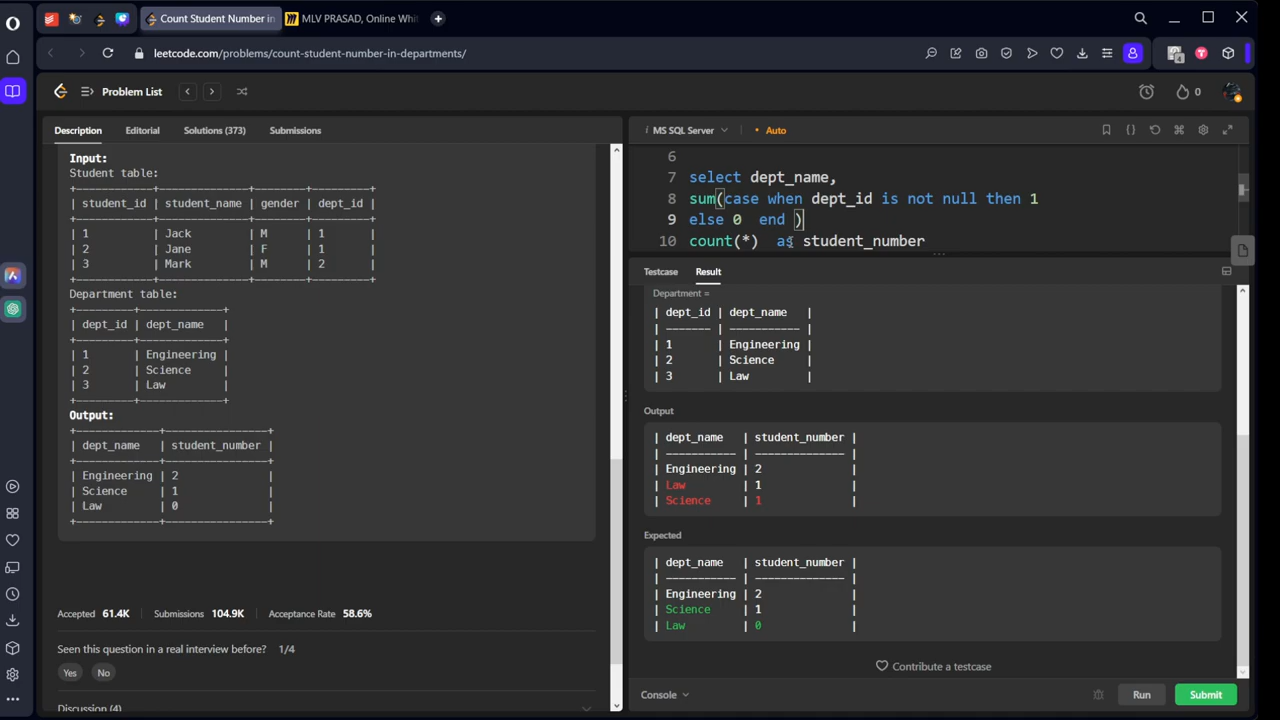 Count Student Number in
MLV PRASAD, Online Whi
leetcode.com/problems/count-student-number-in-departments/
Problem List
0
Description
Editorial
Solutions (373)
Submissions
Input:
Student table:
| student_id | student_name | gender | dept_id |
| 1 | Jack | M | 1 |
| 2 | Jane | F | 1 |
| 3 | Mark | M | 2 |
Department table:
| dept_id | dept_name |
| 1 | Engineering |
| 2 | Science |
| 3 | Law |
Output:
| dept_name | student_number |
| Engineering | 2 |
| Science | 1 |
| Law | 0 |
Accepted 61.4K Submissions 104.9K Acceptance Rate 58.6%
Seen this question in a real interview before? 1/4
Yes No
Discussion (4)
i MS SQL Server • Auto
6
7 select dept_name,
8 sum(case when dept_id is not null then 1
9 else 0 end )
10 count(*) as student_number
Testcase Result
Department =
| dept_id | dept_name |
| 1 | Engineering |
| 2 | Science |
| 3 | Law |
Output
| dept_name | student_number |
| Engineering | 2 |
| Law | 1 |
| Science | 1 |
Expected
| dept_name | student_number |
| Engineering | 2 |
| Science | 1 |
| Law | 0 |
Contribute a testcase
Console Run Submit